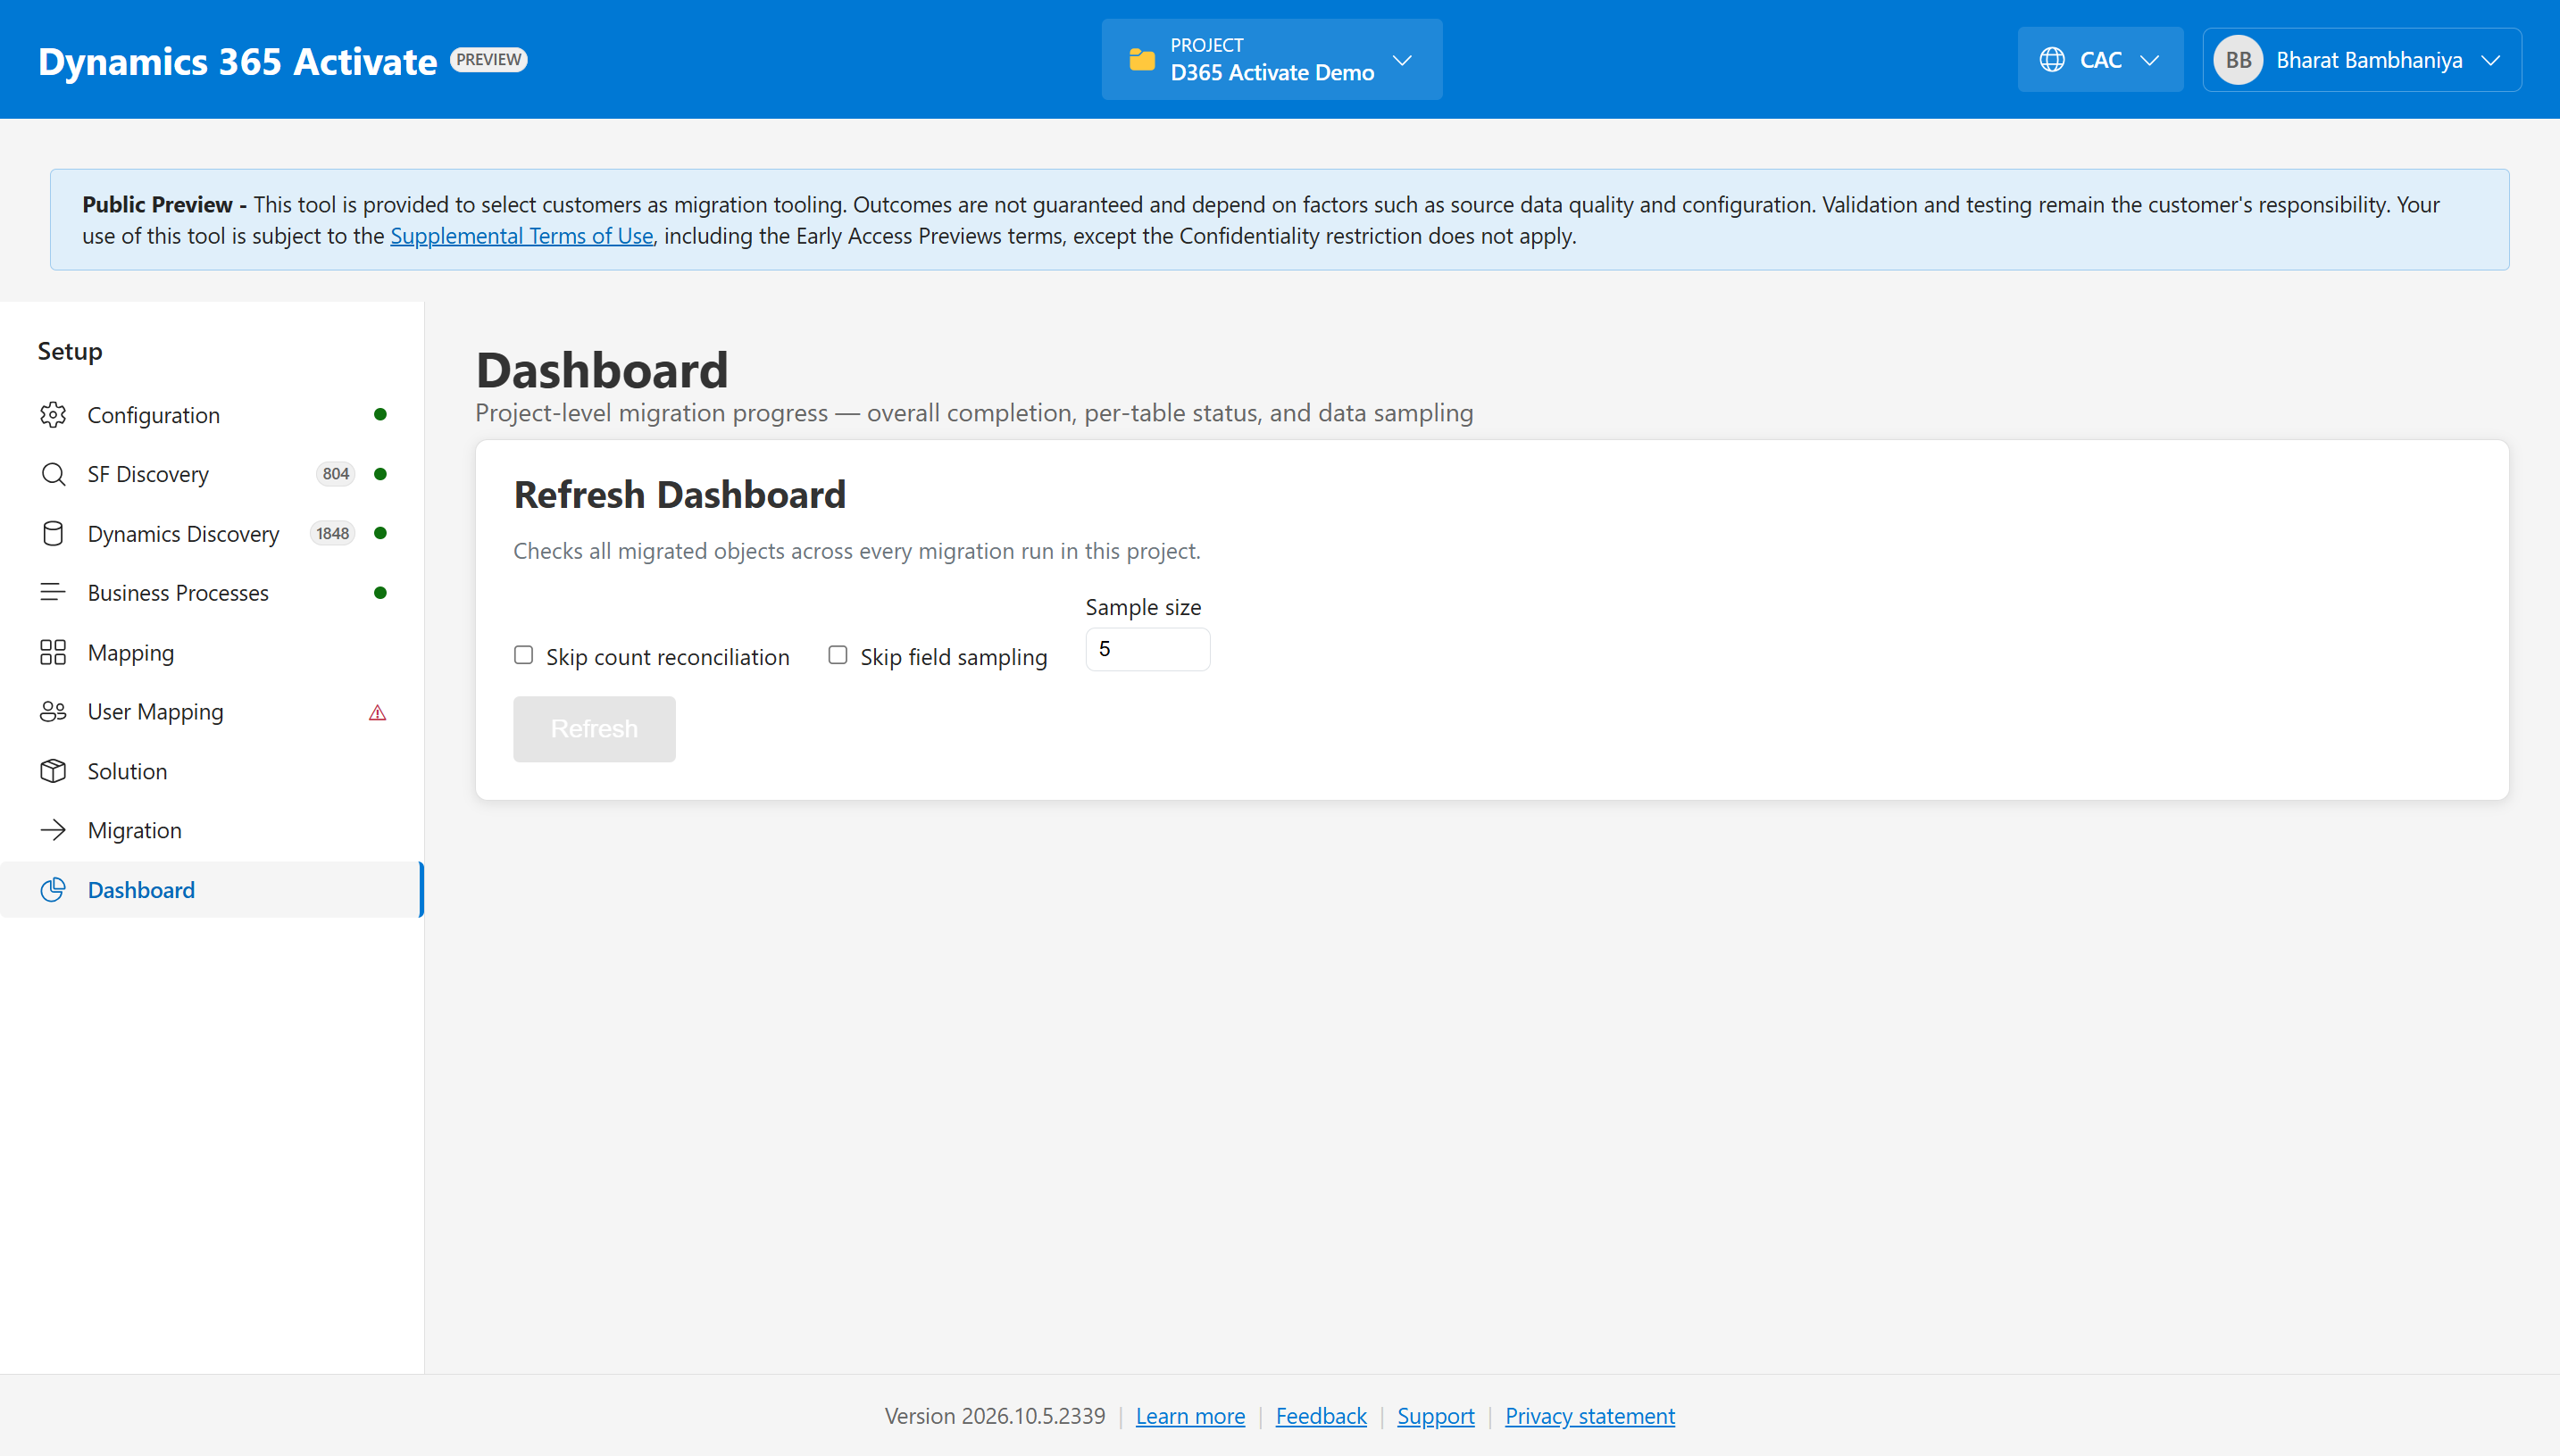 Dynamics 365 Activate PREVIEW
PROJECT
D365 Activate Demo
CAC
BB Bharat Bambhaniya
Public Preview - This tool is provided to select customers as migration tooling. Outcomes are not guaranteed and depend on factors such as source data quality and configuration. Validation and testing remain the customer's responsibility. Your
use of this tool is subject to the Supplemental Terms of Use, including the Early Access Previews terms, except the Confidentiality restriction does not apply.
Setup
Configuration
SF Discovery 804
Dynamics Discovery 1848
Business Processes
Mapping
User Mapping
Solution
Migration
Dashboard
Dashboard
Project-level migration progress — overall completion, per-table status, and data sampling
Refresh Dashboard
Checks all migrated objects across every migration run in this project.
Sample size
Skip count reconciliation
Skip field sampling
5
Refresh
Version 2026.10.5.2339 | Learn more | Feedback | Support | Privacy statement